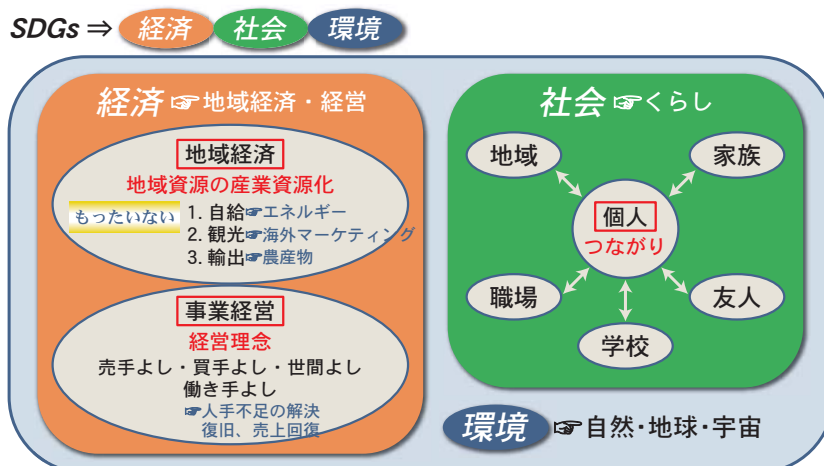 SDGs ⇒ 経済 社会 環境
経済 ☞地域経済・経営
地域経済
地域資源の産業資源化
もったいない
1. 自給☞エネルギー
2. 観光☞海外マーケティング
3. 輸出☞農産物
事業経営
経営理念
売手よし・買手よし・世間よし
働き手よし
☞人手不足の解決
復旧、売上回復
社会 ☞くらし
地域
家族
個人
つながり
職場
友人
学校
環境 ☞自然・地球・宇宙